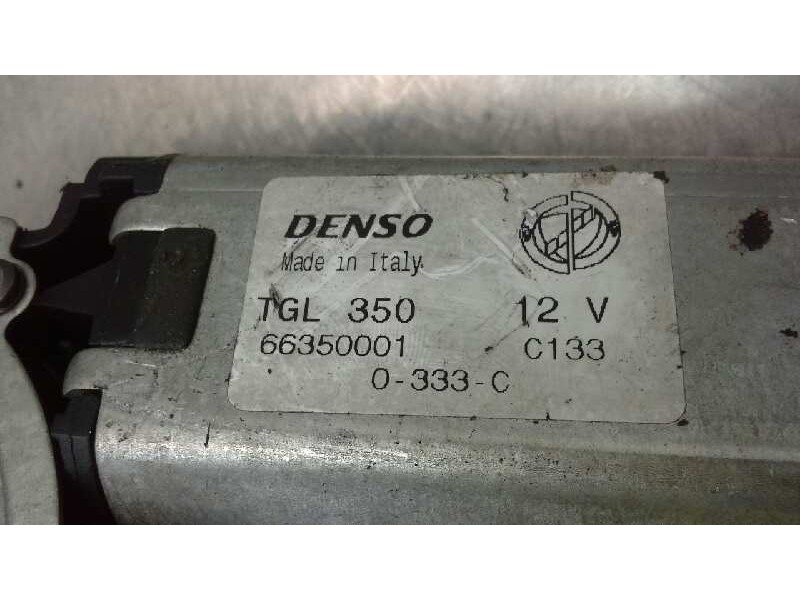 DENSO
Made in Italy
TGL 350 12 V
66350001 C133
0-333-C